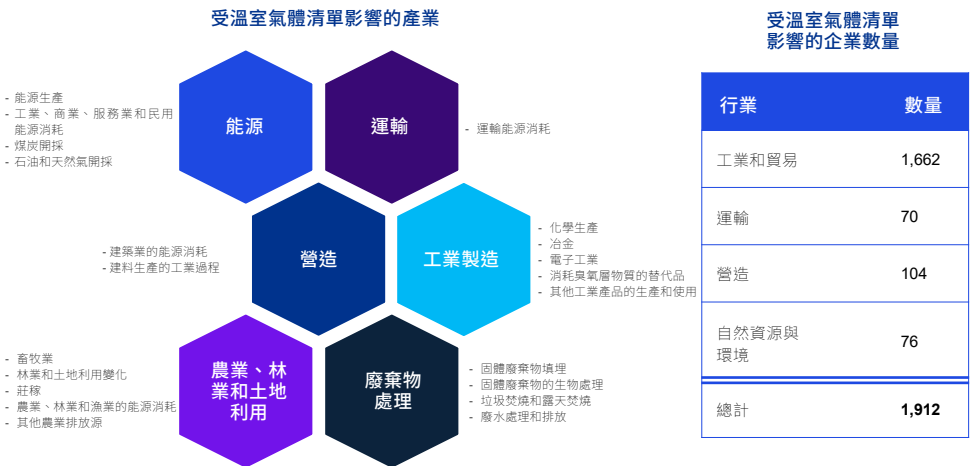 受溫室氣體清單影響的產業
能源
- 能源生產
- 工業、商業、服務業和民用
能源消耗
- 煤炭開採
- 石油和天然氣開採
運輸
- 運輸能源消耗
營造
- 建築業的能源消耗
- 建料生產的工業過程
工業製造
- 化學生產
- 冶金
- 電子工業
- 消耗臭氧層物質的替代品
- 其他工業產品的生產和使用
農業、林
業和土地
利用
- 畜牧業
- 林業和土地利用變化
- 莊稼
- 農業、林業和漁業的能源消耗
- 其他農業排放源
廢棄物
處理
- 固體廢棄物填埋
- 固體廢棄物的生物處理
- 垃圾焚燒和露天焚燒
- 廢水處理和排放
受溫室氣體清單
影響的企業數量
行業 數量
工業和貿易 1,662
運輸 70
營造 104
自然資源與
環境 76
總計 1,912